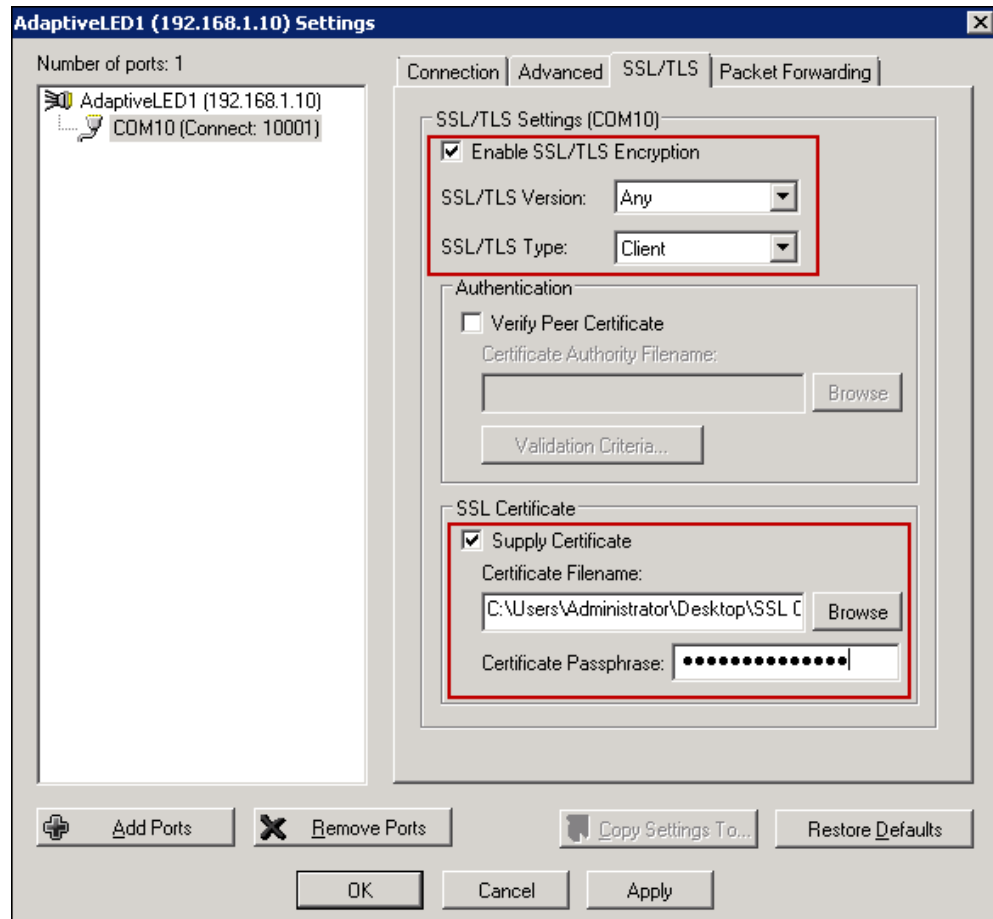 AdaptiveLED1 (192.168.1.10) Settings
Number of ports: 1
AdaptiveLED1 (192.168.1.10)
COM10 (Connect: 10001)
Connection
Advanced
SSL/TLS
Packet Forwarding
SSL/TLS Settings (COM10)
Enable SSL/TLS Encryption
SSL/TLS Version: Any
SSL/TLS Type: Client
Authentication
Verify Peer Certificate
Certificate Authority Filename:
Browse
Validation Criteria...
SSL Certificate
Supply Certificate
Certificate Filename:
C:\Users\Administrator\Desktop\SSL C
Browse
Certificate Passphrase: ●●●●●●●●●●●●●●
Add Ports
Remove Ports
Copy Settings To...
Restore Defaults
OK
Cancel
Apply